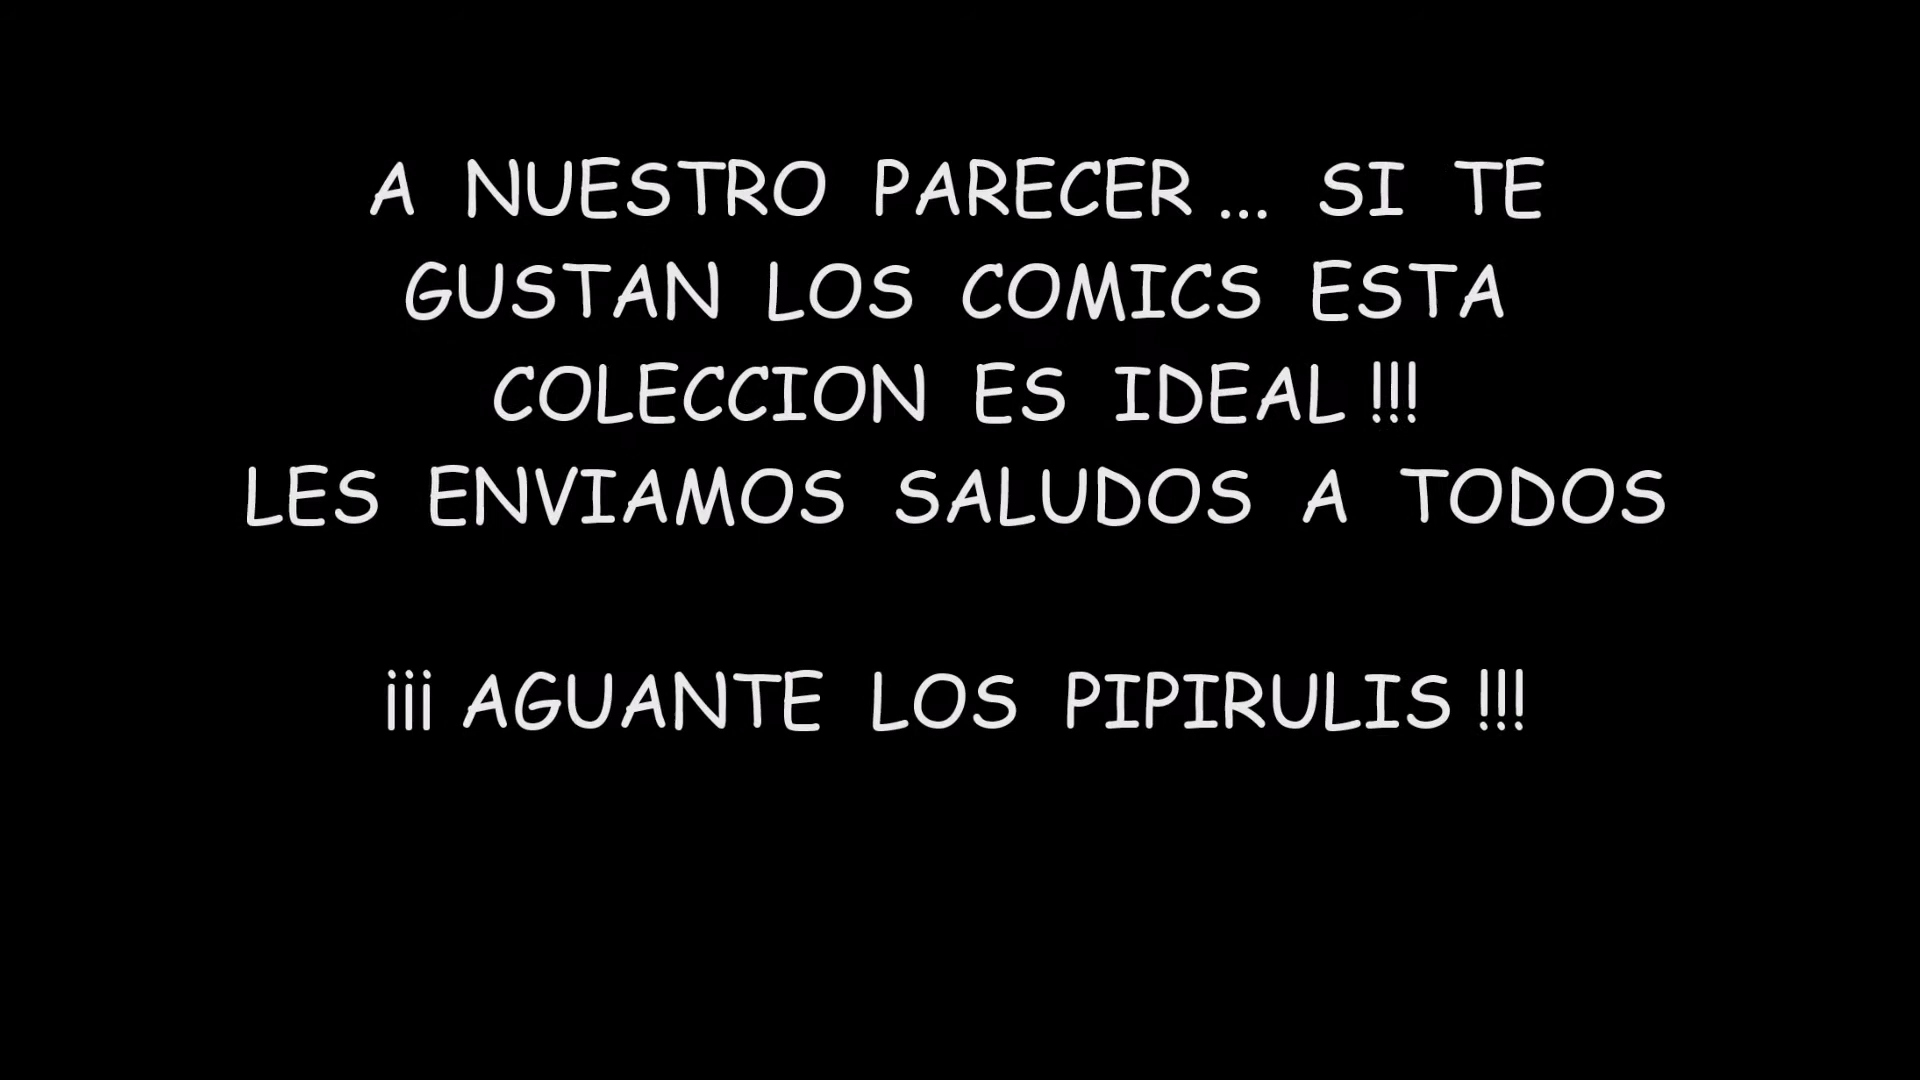 A NUESTRO PARECER ... SI TE
GUSTAN LOS COMICS ESTA
COLECCION ES IDEAL !!!
LES ENVIAMOS SALUDOS A TODOS
¡¡¡ AGUANTE LOS PIPIRULIS !!!